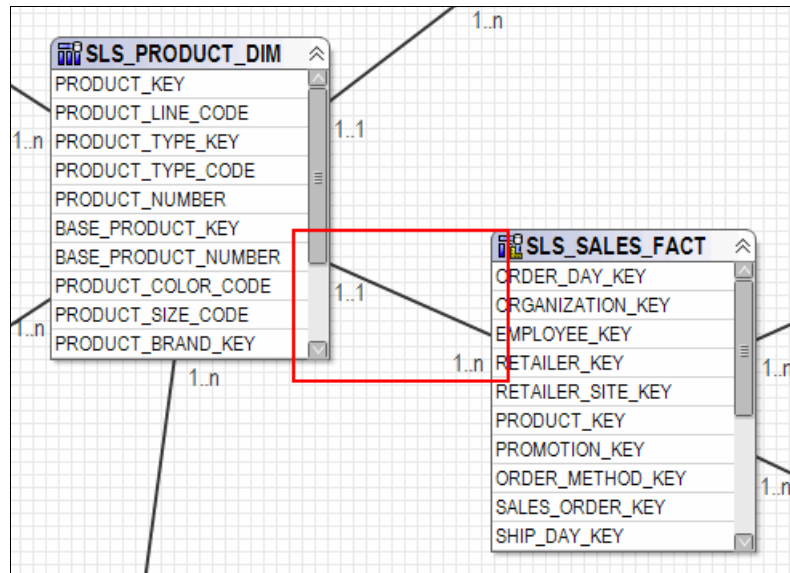 1..n
SLS_PRODUCT_DIM
PRODUCT_KEY
PRODUCT_LINE_CODE
1..1
1..n
PRODUCT_TYPE_KEY
PRODUCT_TYPE_CODE
PRODUCT_NUMBER
BASE_PRODUCT_KEY
BASE_PRODUCT_NUMBER
PRODUCT_COLOR_CODE
1..1
PRODUCT_SIZE_CODE
1..n
PRODUCT_BRAND_KEY
1..n
SLS_SALES_FACT
ORDER_DAY_KEY
ORGANIZATION_KEY
EMPLOYEE_KEY
1..n
RETAILER_KEY
1..n
RETAILER_SITE_KEY
PRODUCT_KEY
PROMOTION_KEY
ORDER_METHOD_KEY
1..n
SALES_ORDER_KEY
SHIP_DAY_KEY